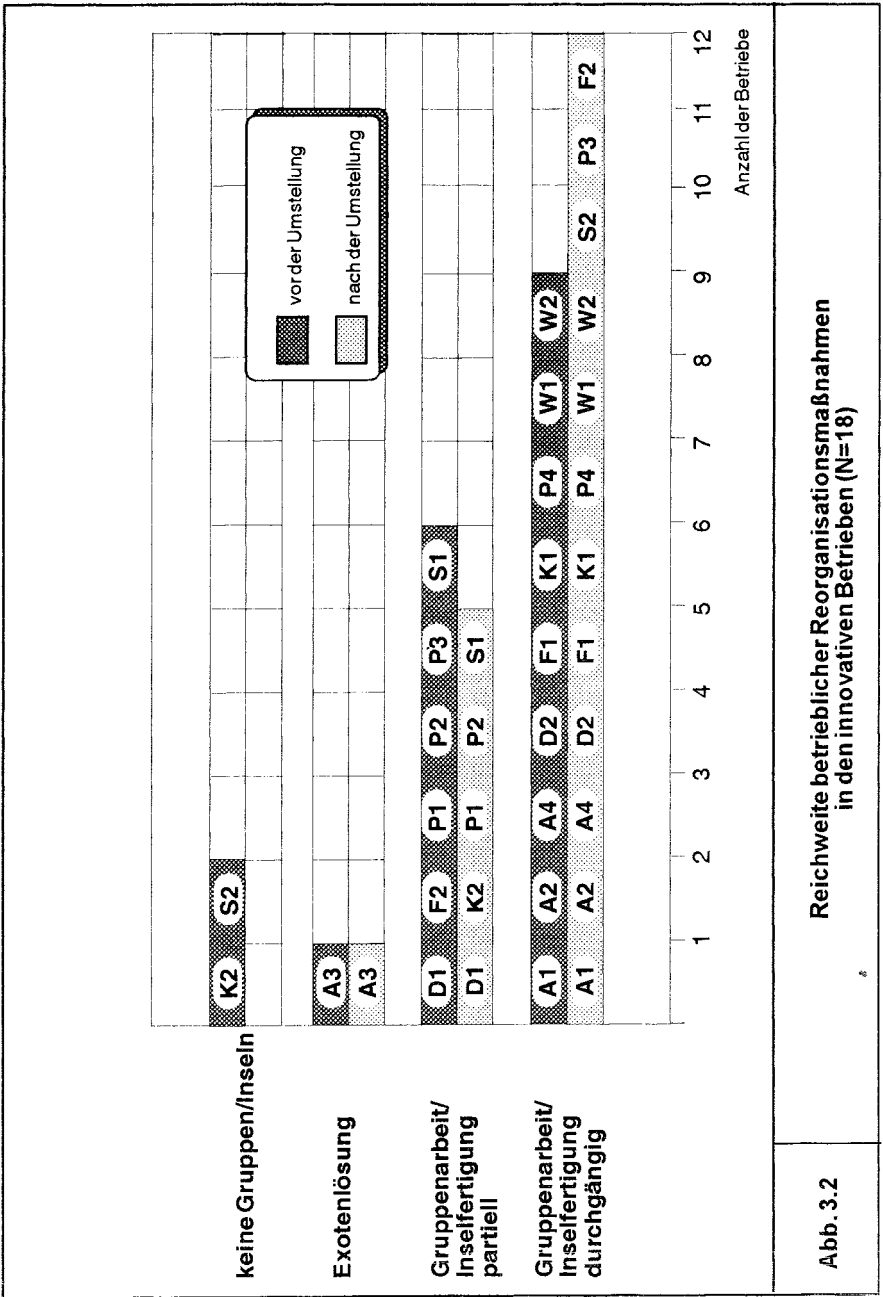 keine Gruppen/Inseln
K2 S2
Exotenlösung
A3
A3
Gruppenarbeit/
Inselfertigung
partiell
D1 F2 P1 P2 P3 S1
D1 K2 P1 P2 S1
Gruppenarbeit/
Inselfertigung
durchgängig
A1 A2 A4 D2 F1 K1 P4 W1 W2
A1 A2 A4 D2 F1 K1 P4 W1 W2 S2 P3 F2
vor der Umstellung
nach der Umstellung
1 2 3 4 5 6 7 8 9 10 11 12
Anzahl der Betriebe
Abb. 3.2
Reichweite betrieblicher Reorganisationsmaßnahmen
in den innovativen Betrieben (N=18)